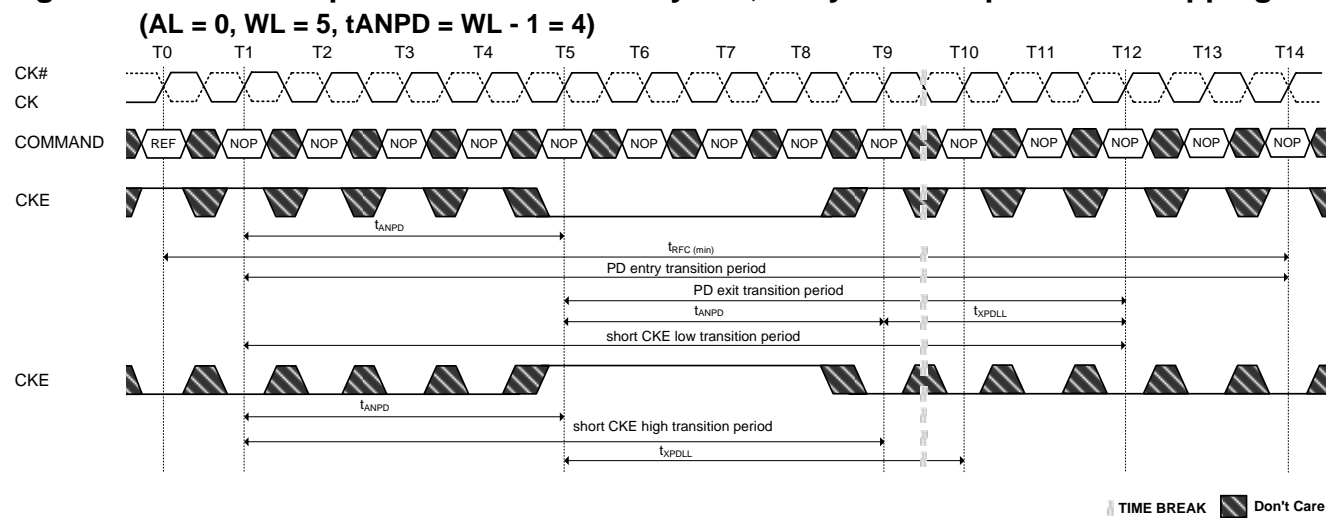 (AL = 0, WL = 5, tANPD = WL - 1 = 4)
T0 T1 T2 T3 T4 T5 T6 T7 T8 T9 T10 T11 T12 T13 T14
CK#
CK
COMMAND REF NOP NOP NOP NOP NOP NOP NOP NOP NOP NOP NOP NOP NOP NOP
CKE
tANPD
tRFC (min)
PD entry transition period
PD exit transition period
tANPD tXPDLL
short CKE low transition period
CKE
tANPD
short CKE high transition period
tXPDLL
TIME BREAK Don't Care